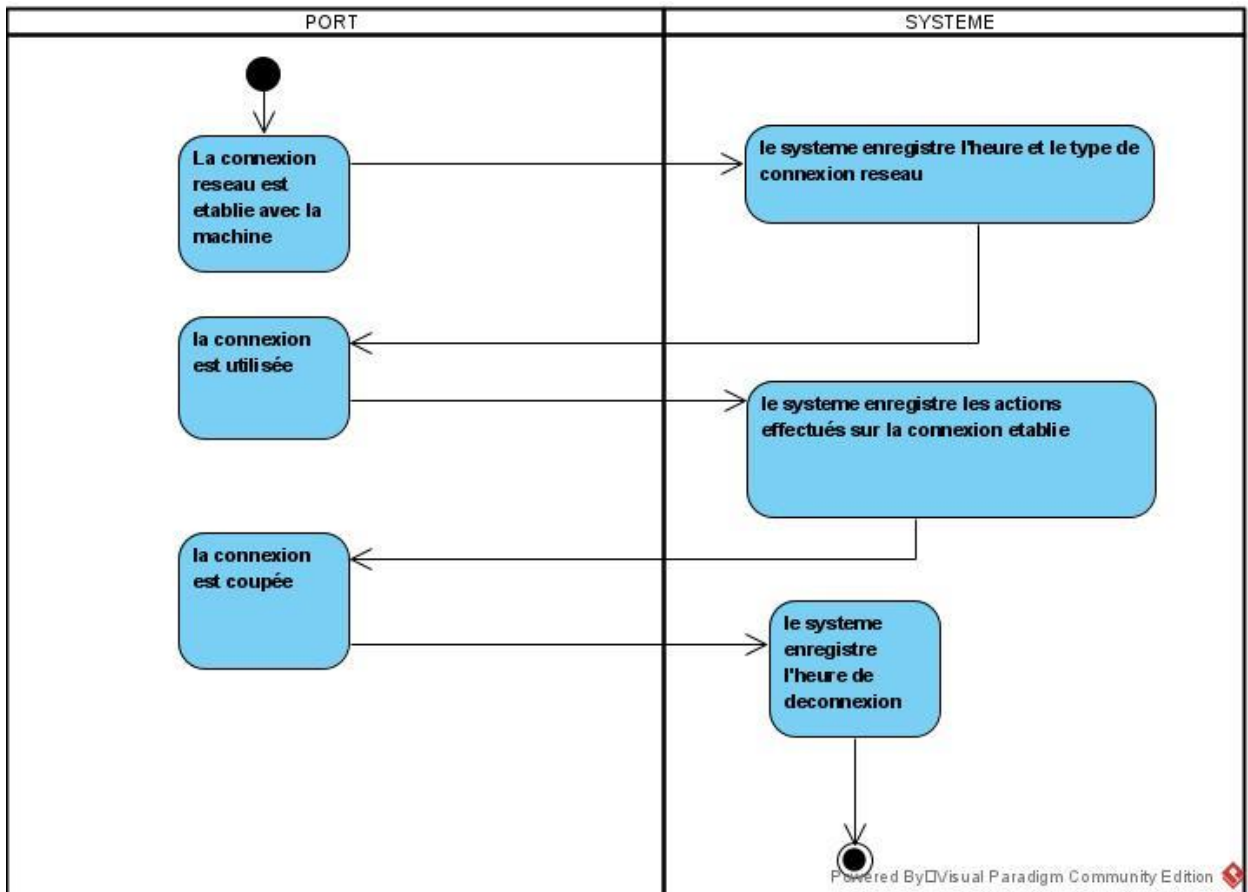 PORT
SYSTEME
La connexion
reseau est
etablie avec la
machine
le systeme enregistre l'heure et le type de
connexion reseau
la connexion
est utilisée
le systeme enregistre les actions
effectués sur la connexion etablie
la connexion
est coupée
le systeme
enregistre
l'heure de
deconnexion
Powered By□Visual Paradigm Community Edition